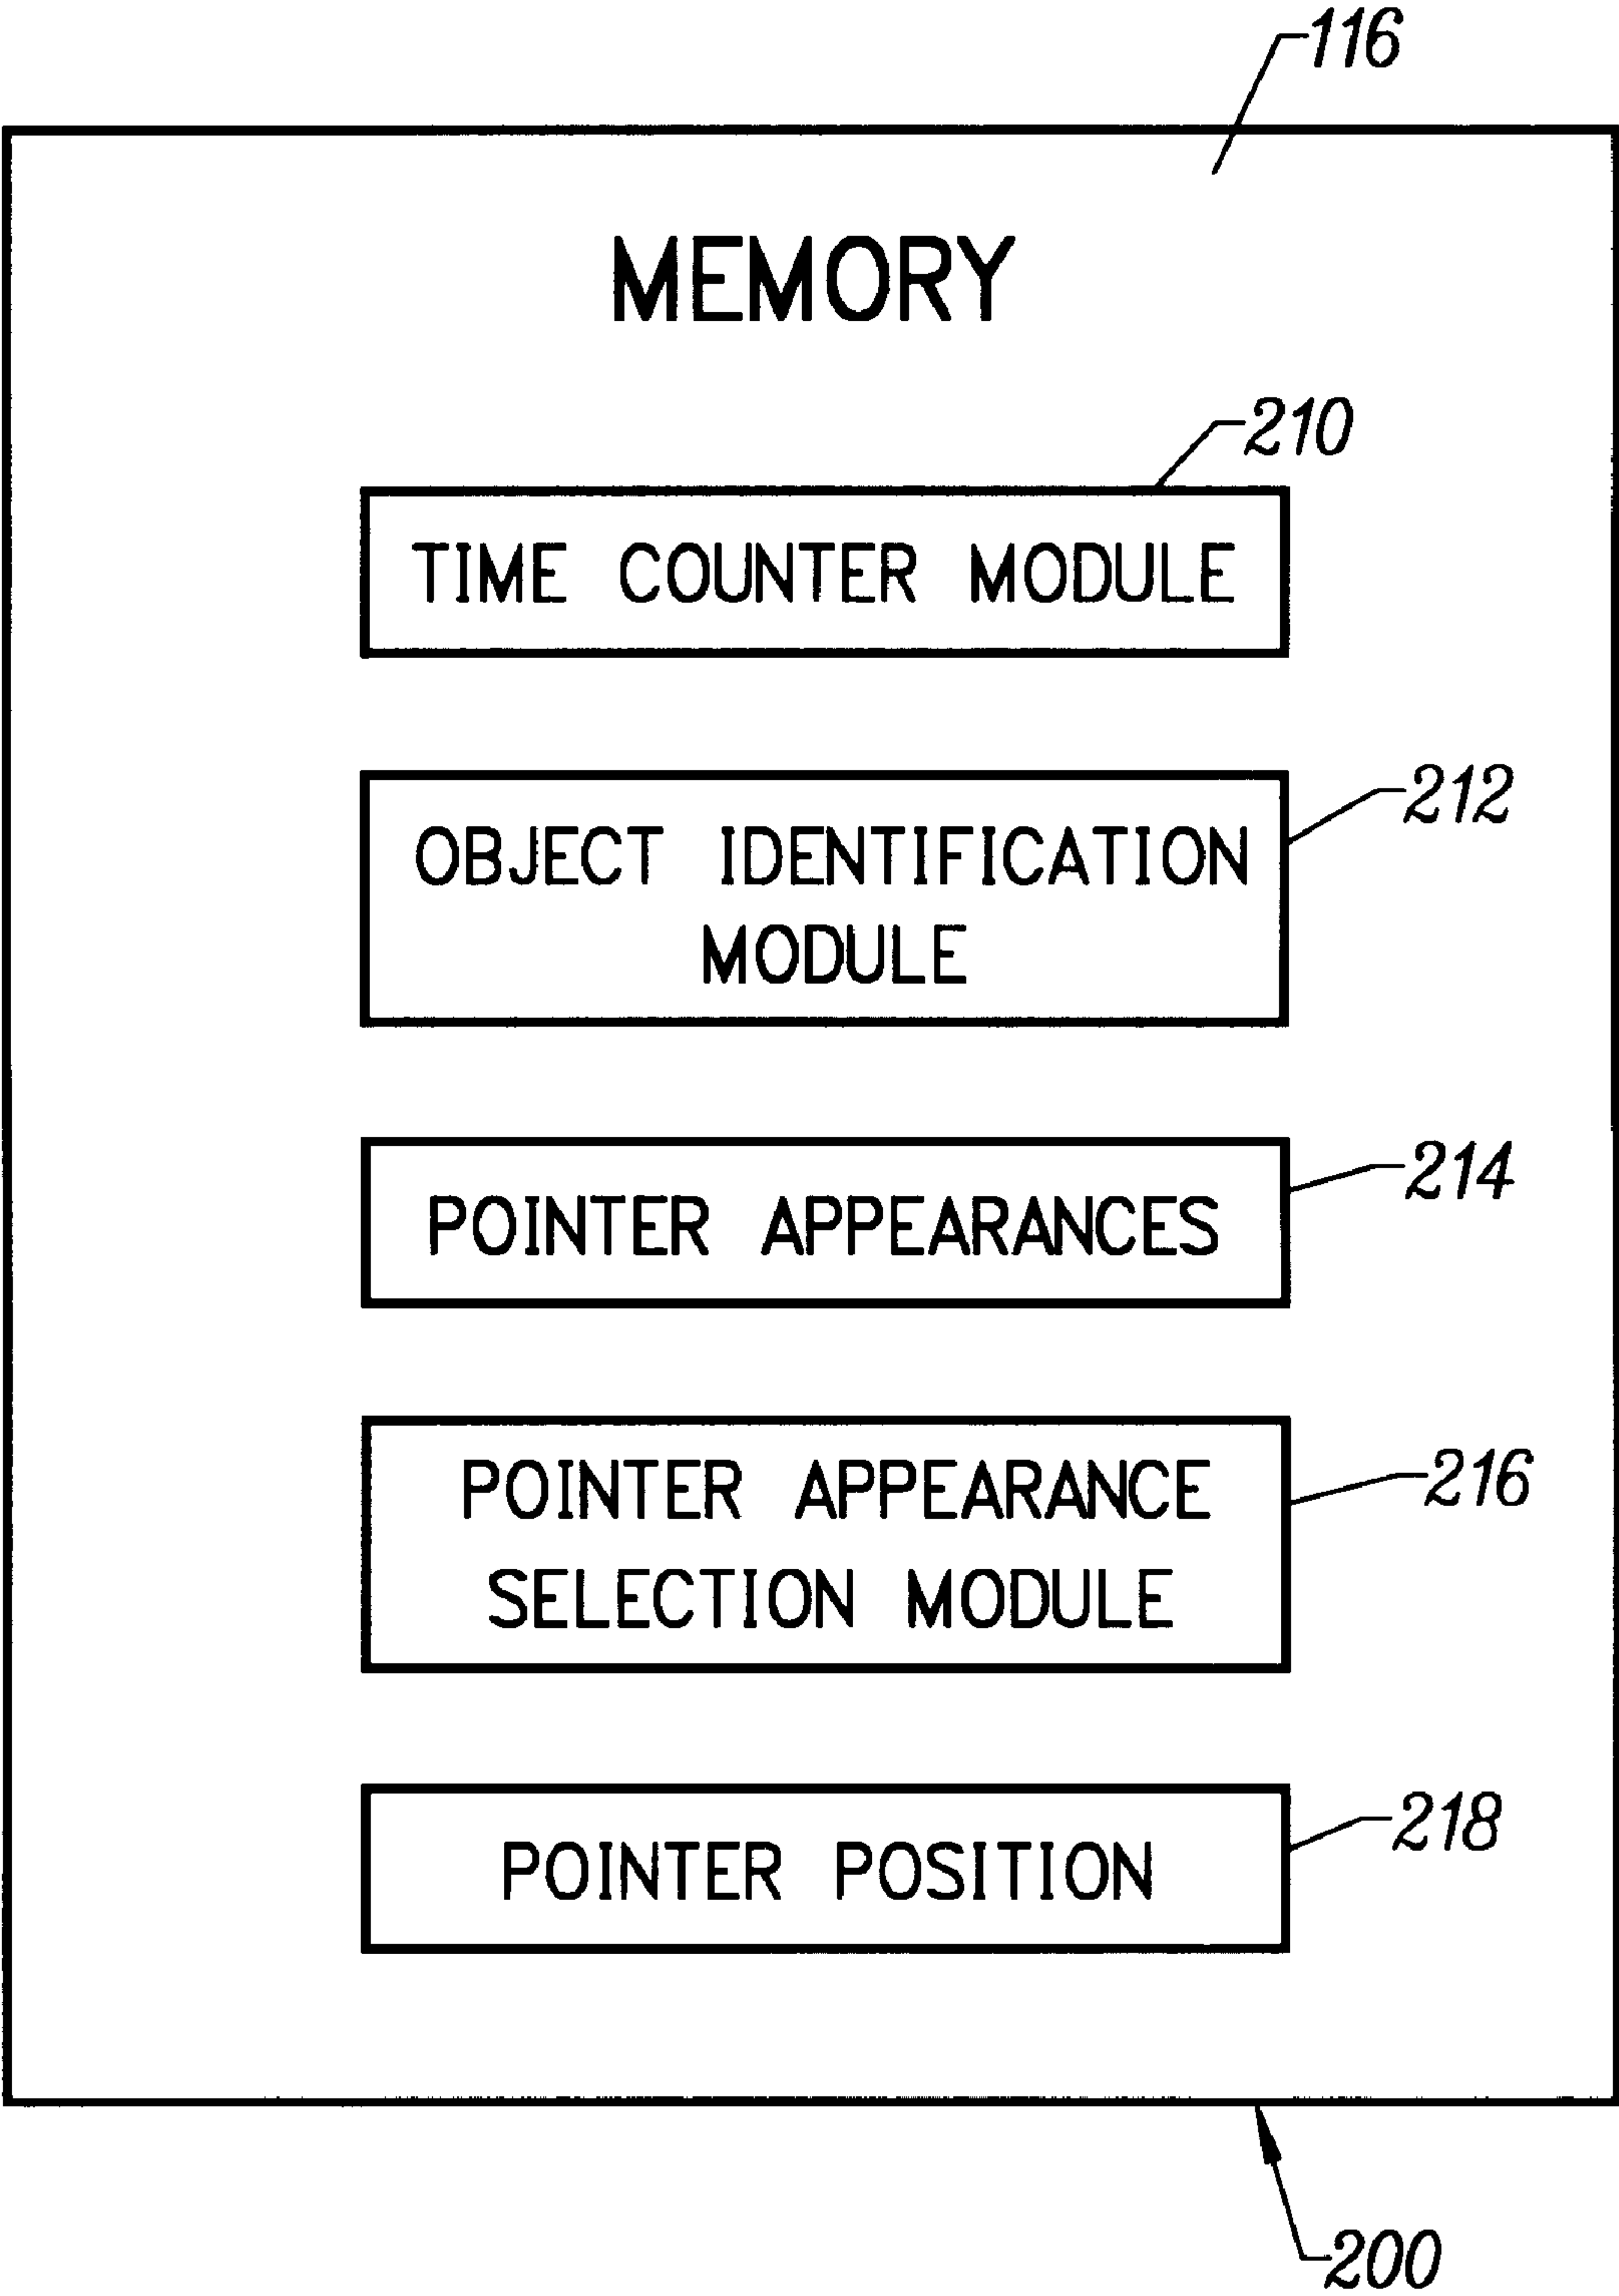 116
MEMORY
210
TIME COUNTER MODULE
212
OBJECT IDENTIFICATION
MODULE
214
POINTER APPEARANCES
216
POINTER APPEARANCE
SELECTION MODULE
218
POINTER POSITION
200